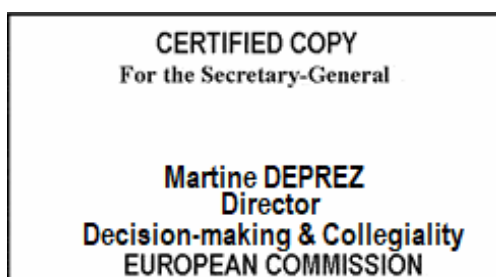 CERTIFIED COPY
For the Secretary-General
Martine DEPREZ
Director
Decision-making & Collegiality
EUROPEAN COMMISSION